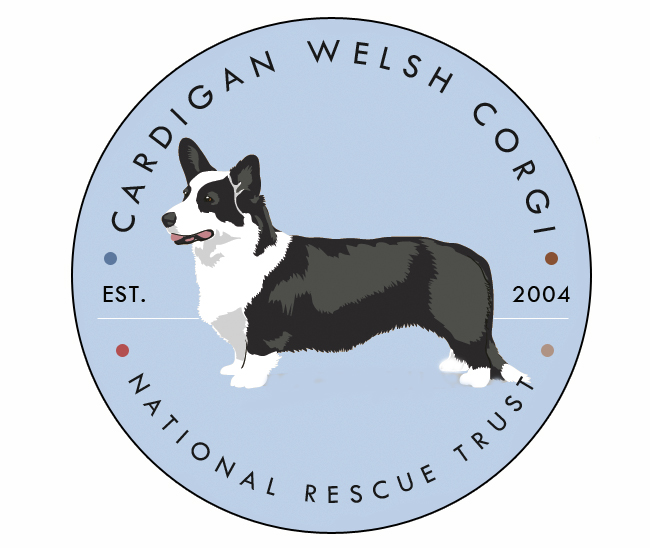 CARDIGAN WELSH CORGI
EST.
2004
NATIONAL RESCUE TRUST